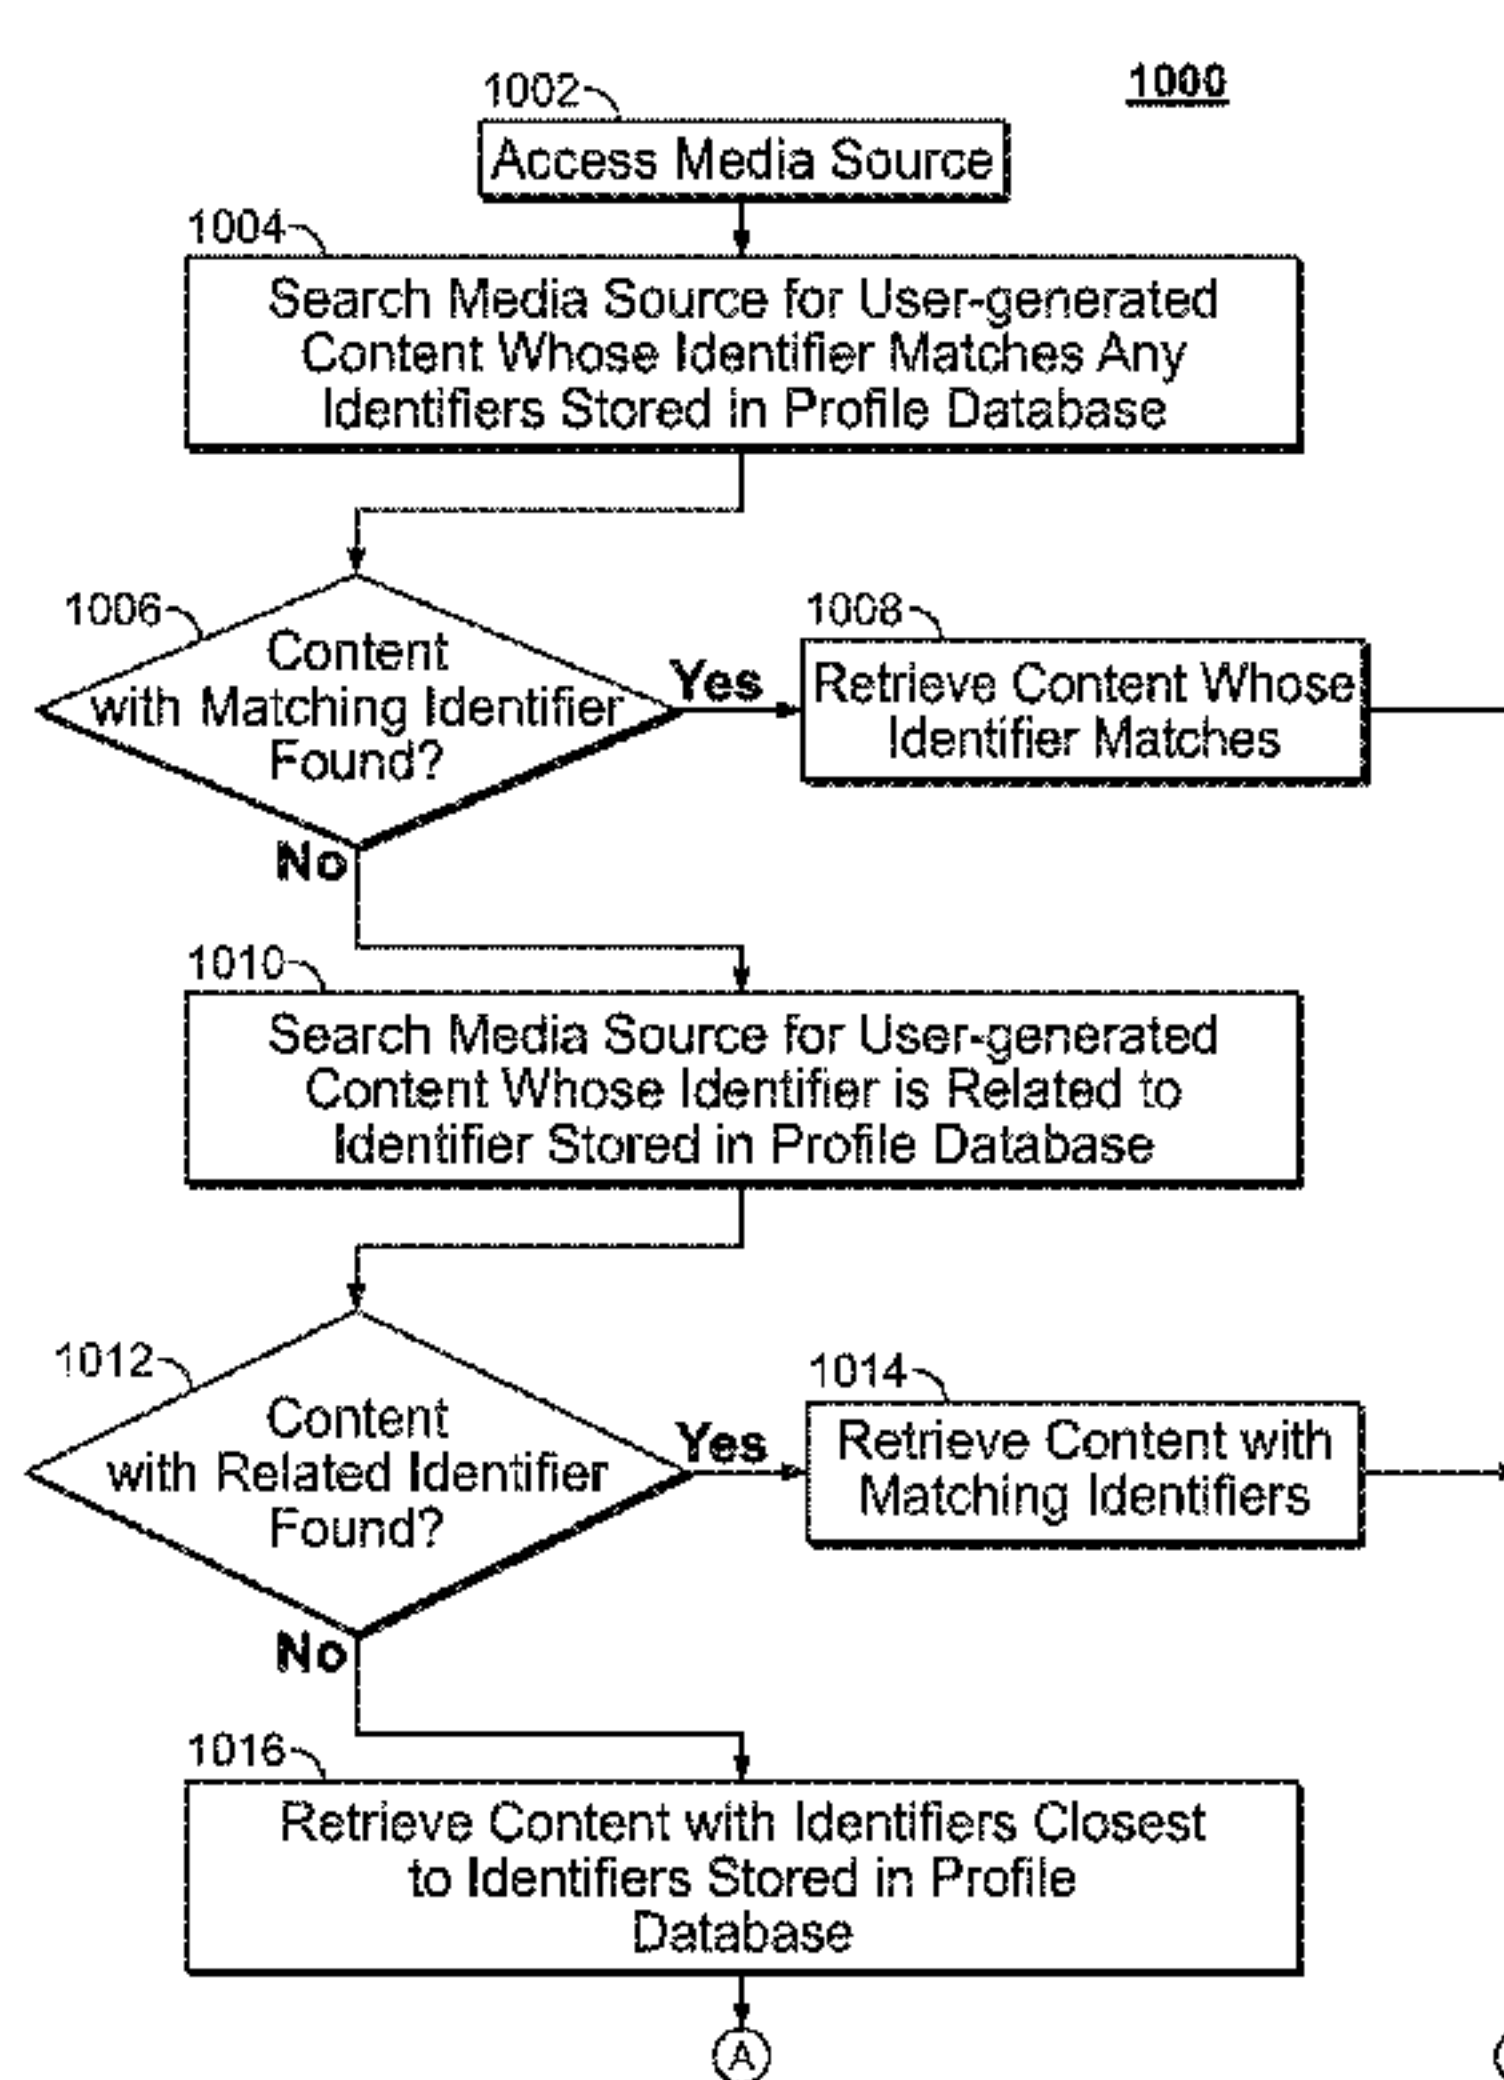 1000
1002
Access Media Source
1004
Search Media Source for User-generated
Content Whose Identifier Matches Any
Identifiers Stored in Profile Database
1006
Content
with Matching Identifier
Found?
Yes
1008
Retrieve Content Whose
Identifier Matches
No
1010
Search Media Source for User-generated
Content Whose Identifier is Related to
Identifier Stored in Profile Database
1012
Content
with Related Identifier
Found?
Yes
1014
Retrieve Content with
Matching Identifiers
No
1016
Retrieve Content with Identifiers Closest
to Identifiers Stored in Profile
Database
A